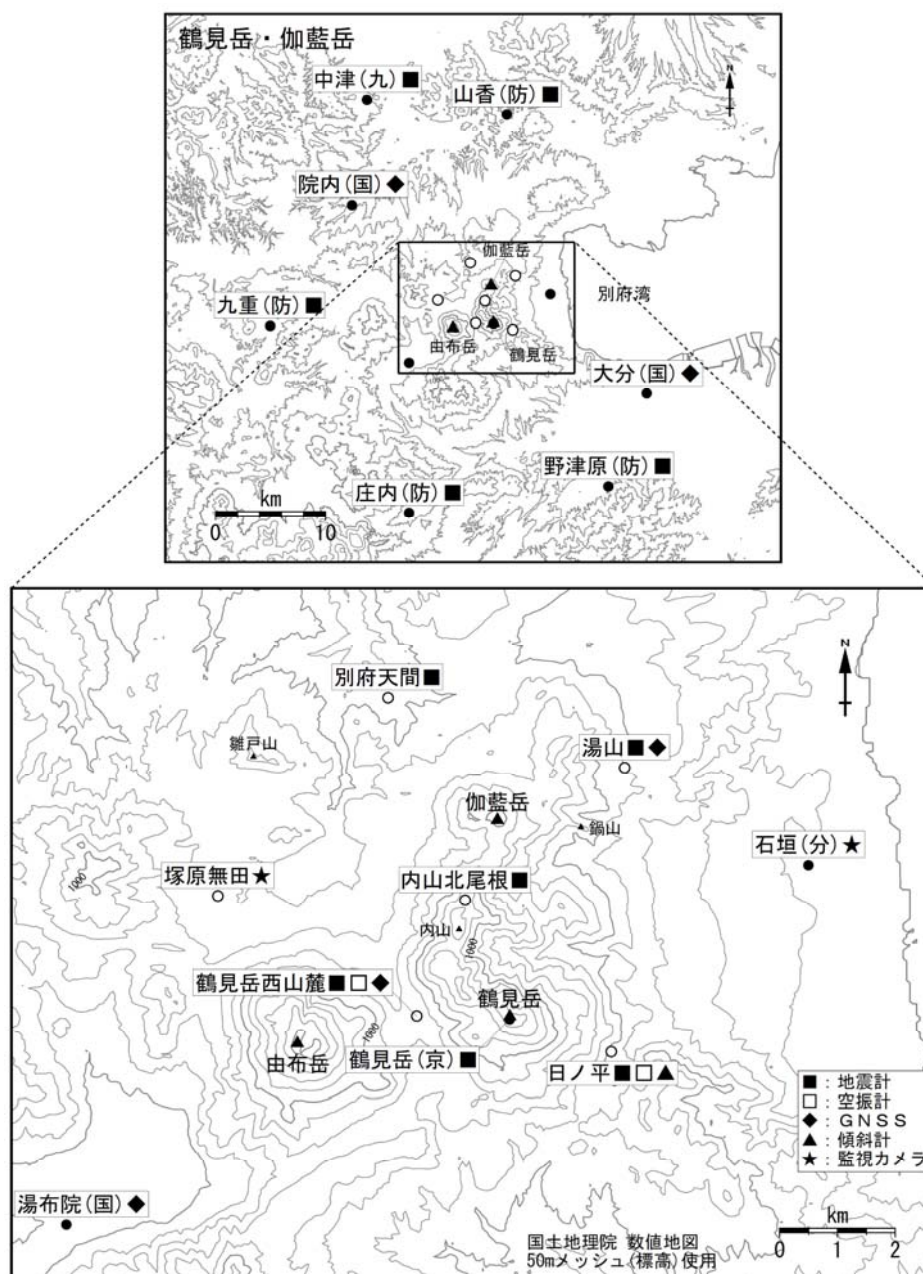 鶴見岳・伽藍岳
N
中津(九)■
山香(防)■
院内(国)◆
伽藍岳
九重(防)■
別府湾
由布岳
鶴見岳
大分(国)◆
野津原(防)■
庄内(防)■
km
0 10
N
別府天間■
雛戸山
湯山■◆
伽藍岳
鍋山
石垣(分)★
1000
塚原無田★
内山北尾根■
内山
1000
鶴見岳西山麓■□◆
鶴見岳
1000
由布岳
鶴見岳(京)■
日ノ平■□▲
■：地震計
□：空振計
◆：GNSS
▲：傾斜計
★：監視カメラ
湯布院(国)◆
国土地理院 数値地図
50mメッシュ(標高)使用
km
0 1 2